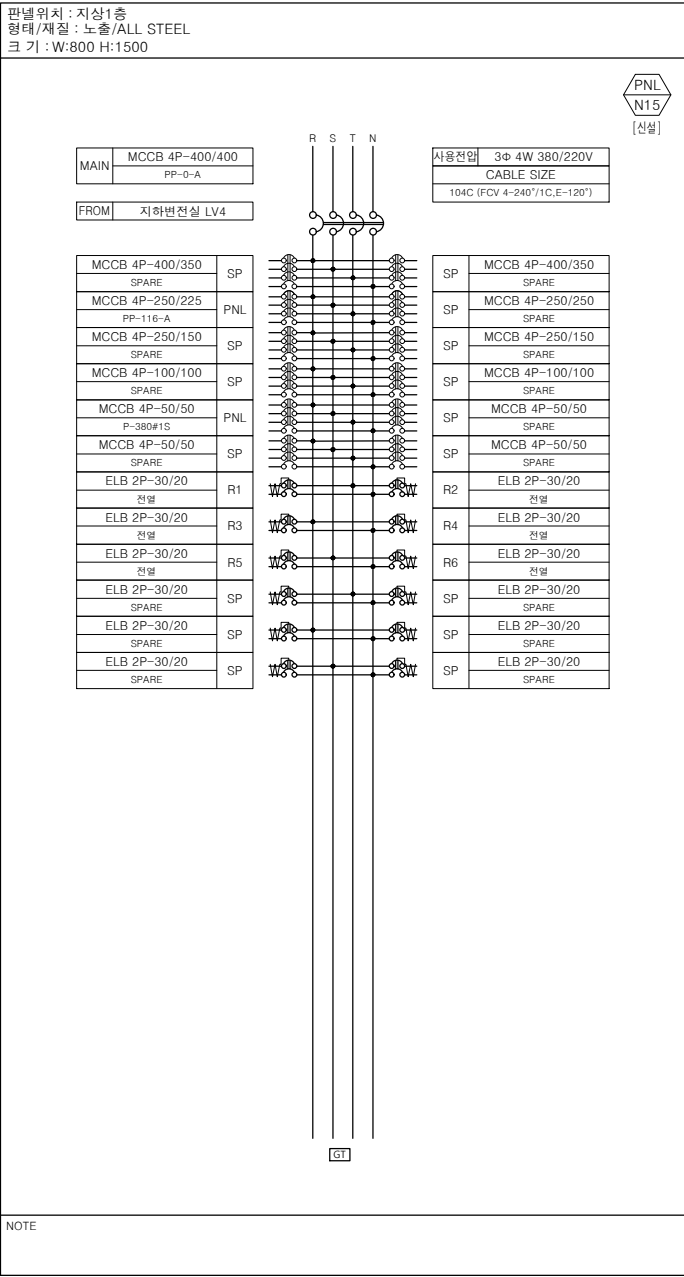 판넬위치 : 지상1층
형태/재질 : 노출/ALL STEEL
크 기 : W:800 H:1500
PNL
N15
[신설]
R S T N
MAIN
MCCB 4P-400/400
PP-0-A
사용전압 3Φ 4W 380/220V
CABLE SIZE
104C (FCV 4-240°/1C,E-120°)
FROM 지하변전실 LV4
MCCB 4P-400/350
SP
SPARE
SP
MCCB 4P-400/350
SPARE
MCCB 4P-250/225
PNL
PP-116-A
SP
MCCB 4P-250/250
SPARE
MCCB 4P-250/150
SP
SPARE
SP
MCCB 4P-250/150
SPARE
MCCB 4P-100/100
SP
SPARE
SP
MCCB 4P-100/100
SPARE
MCCB 4P-50/50
PNL
P-380#1S
SP
MCCB 4P-50/50
SPARE
MCCB 4P-50/50
SP
SPARE
SP
MCCB 4P-50/50
SPARE
ELB 2P-30/20
R1
전열
R2
ELB 2P-30/20
전열
ELB 2P-30/20
R3
전열
R4
ELB 2P-30/20
전열
ELB 2P-30/20
R5
전열
R6
ELB 2P-30/20
전열
ELB 2P-30/20
SP
SPARE
SP
ELB 2P-30/20
SPARE
ELB 2P-30/20
SP
SPARE
SP
ELB 2P-30/20
SPARE
ELB 2P-30/20
SP
SPARE
SP
ELB 2P-30/20
SPARE
GT
NOTE